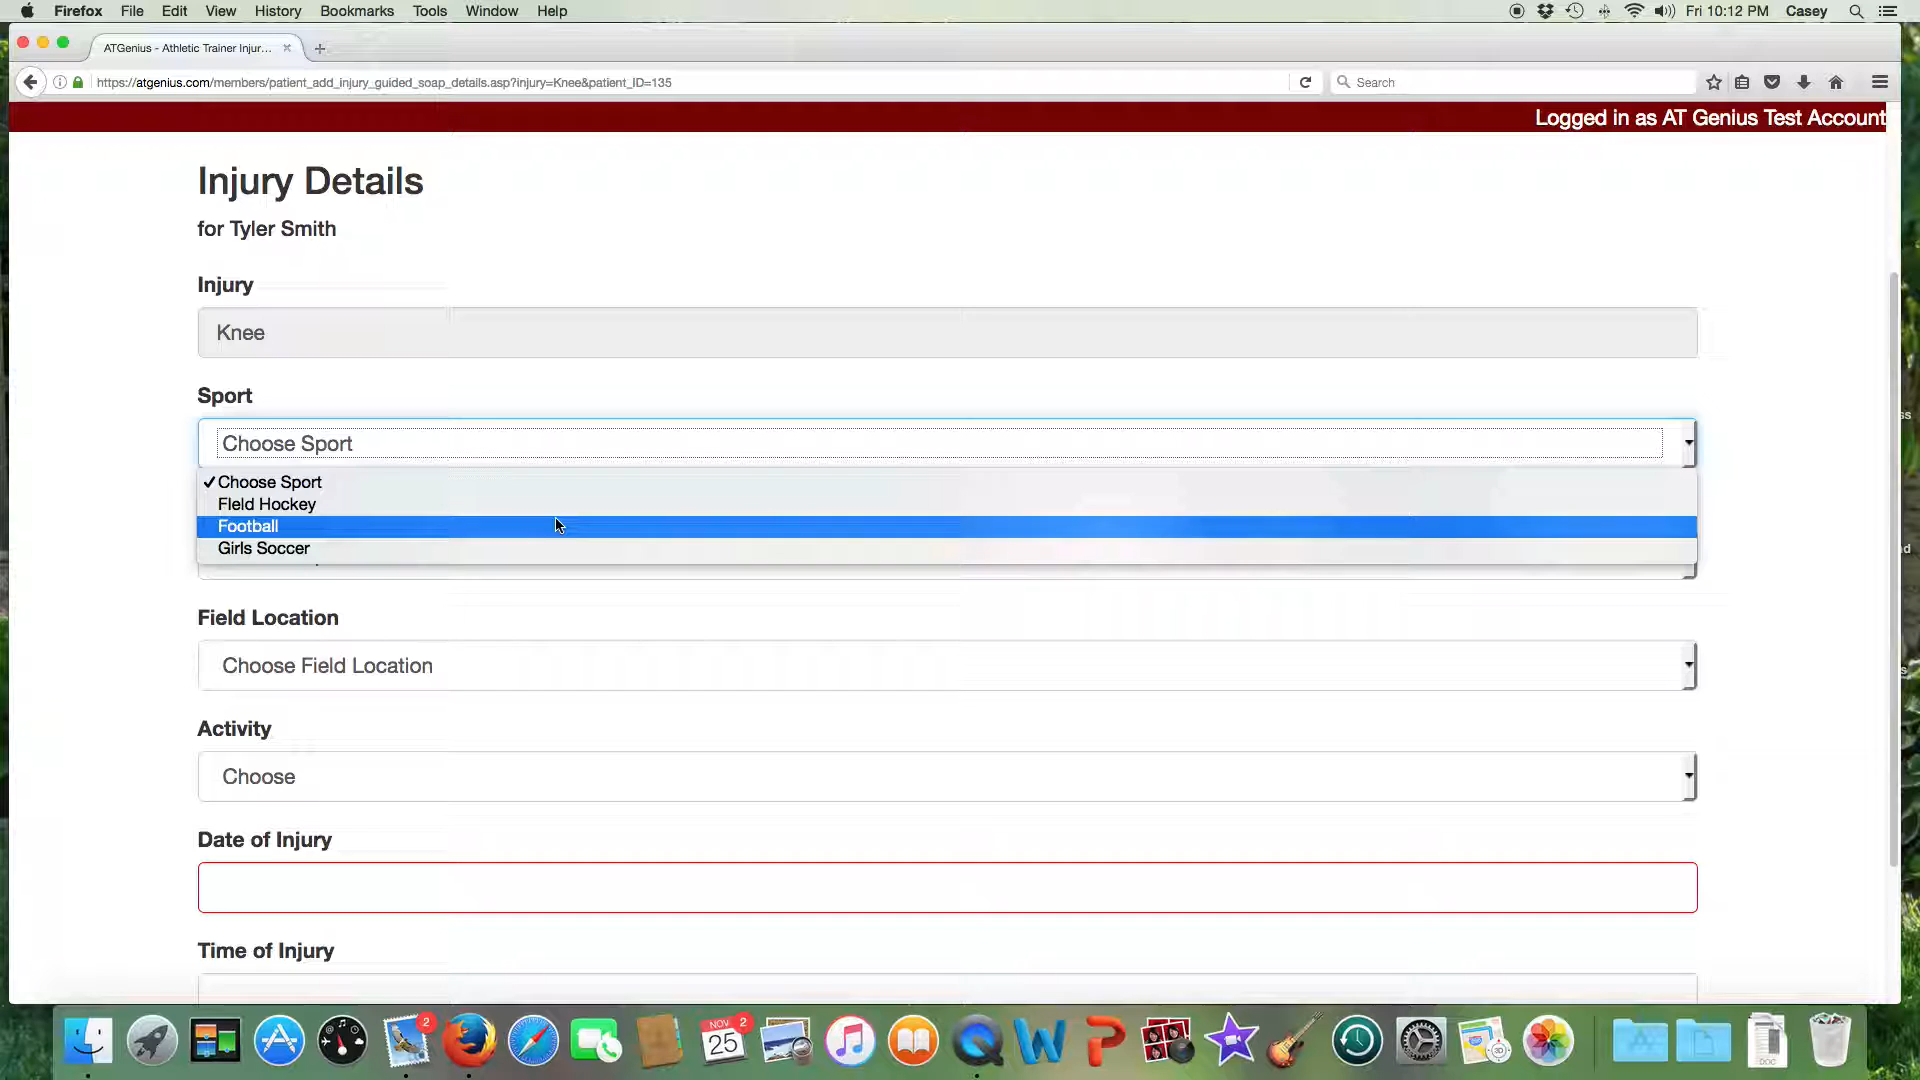 Firefox File Edit View History Bookmarks Tools Window Help Fri 10:12 PM Casey
ATGenius - Athletic Trainer Injur...
https://atgenius.com/members/patient_add_injury_guided_soap_details.asp?injury=Knee&patient_ID=135 Search
Logged in as AT Genius Test Account
Injury Details
for Tyler Smith
Injury
Knee
Sport
Choose Sport
Choose Sport
FIeld Hockey
Football
Girls Soccer
Field Location
Choose Field Location
Activity
Choose
Date of Injury
Time of Injury
2
NOV 2
25
3D
DOC